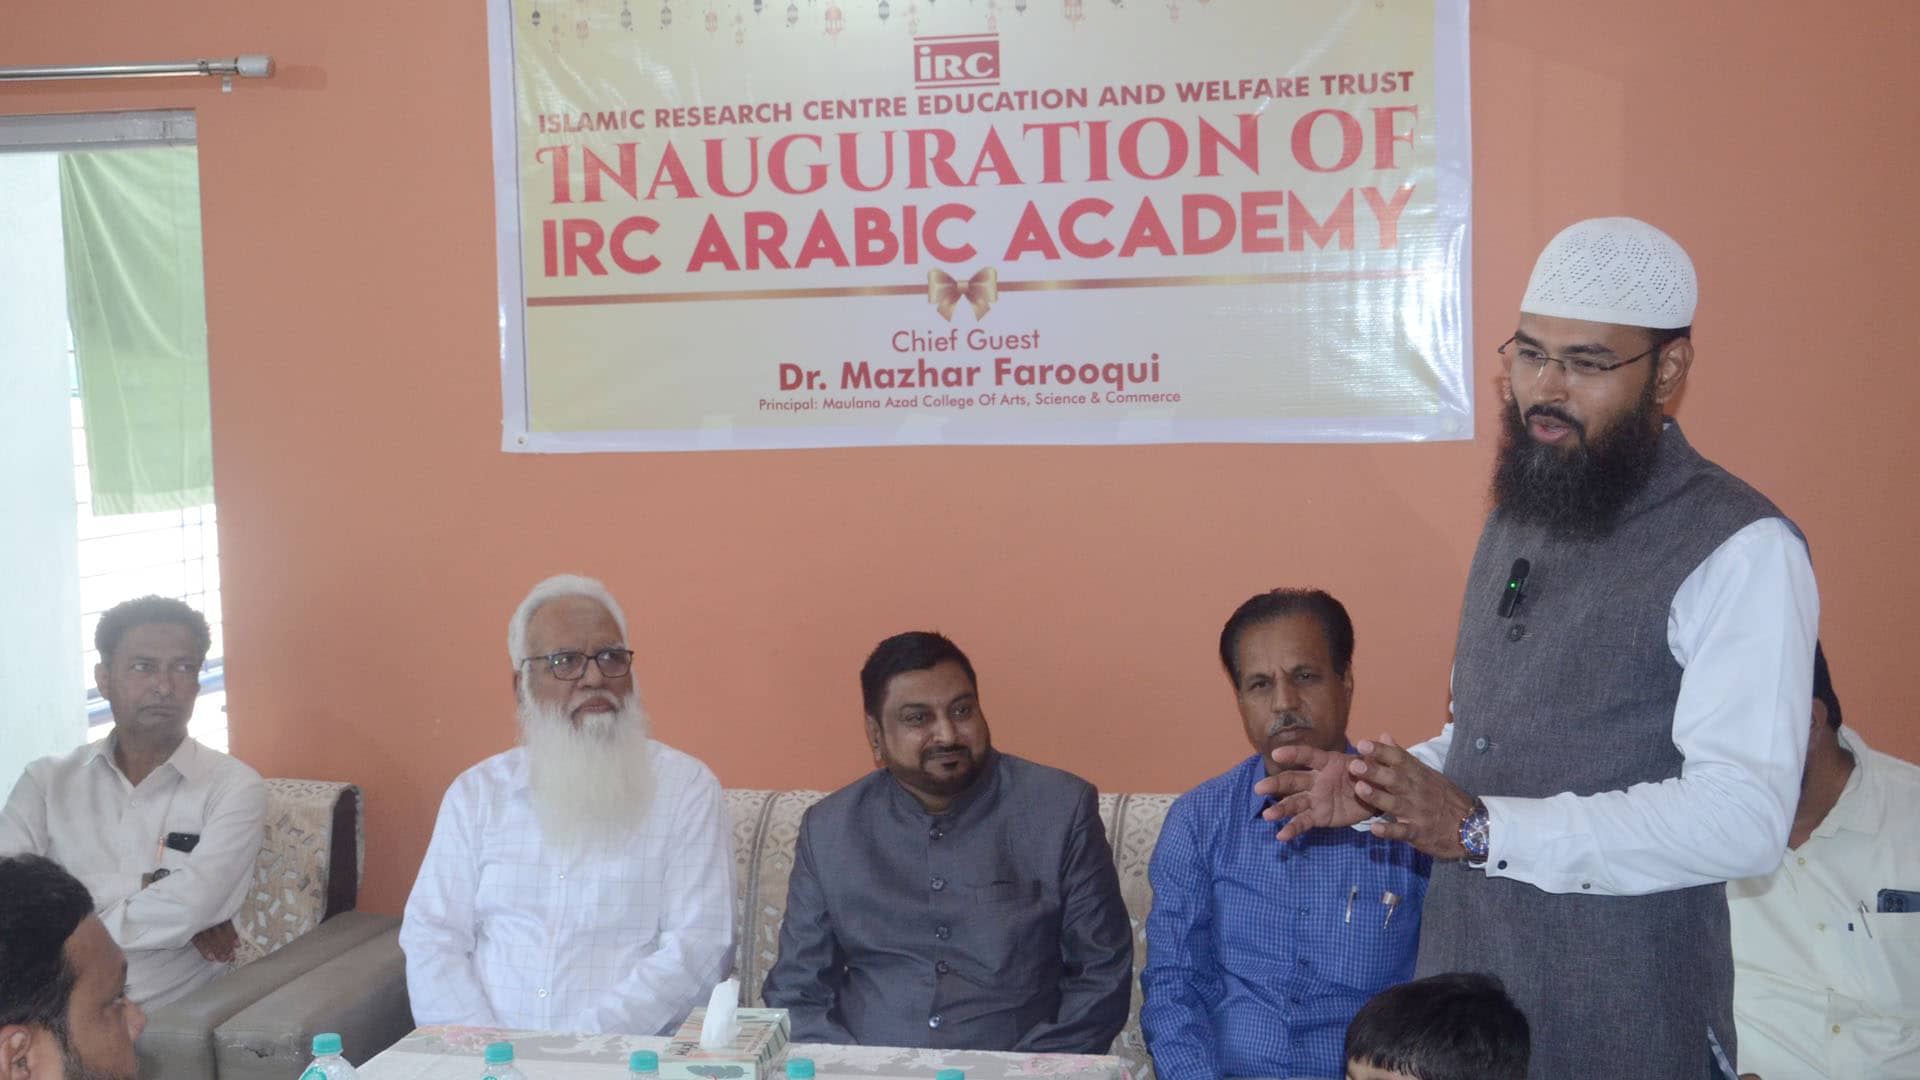 iRC
ISLAMIC RESEARCH CENTRE EDUCATION AND WELFARE TRUST
INAUGURATION OF
IRC ARABIC ACADEMY
Chief Guest
Dr. Mazhar Farooqui
Principal: Maulana Azad College Of Arts, Science & Commerce